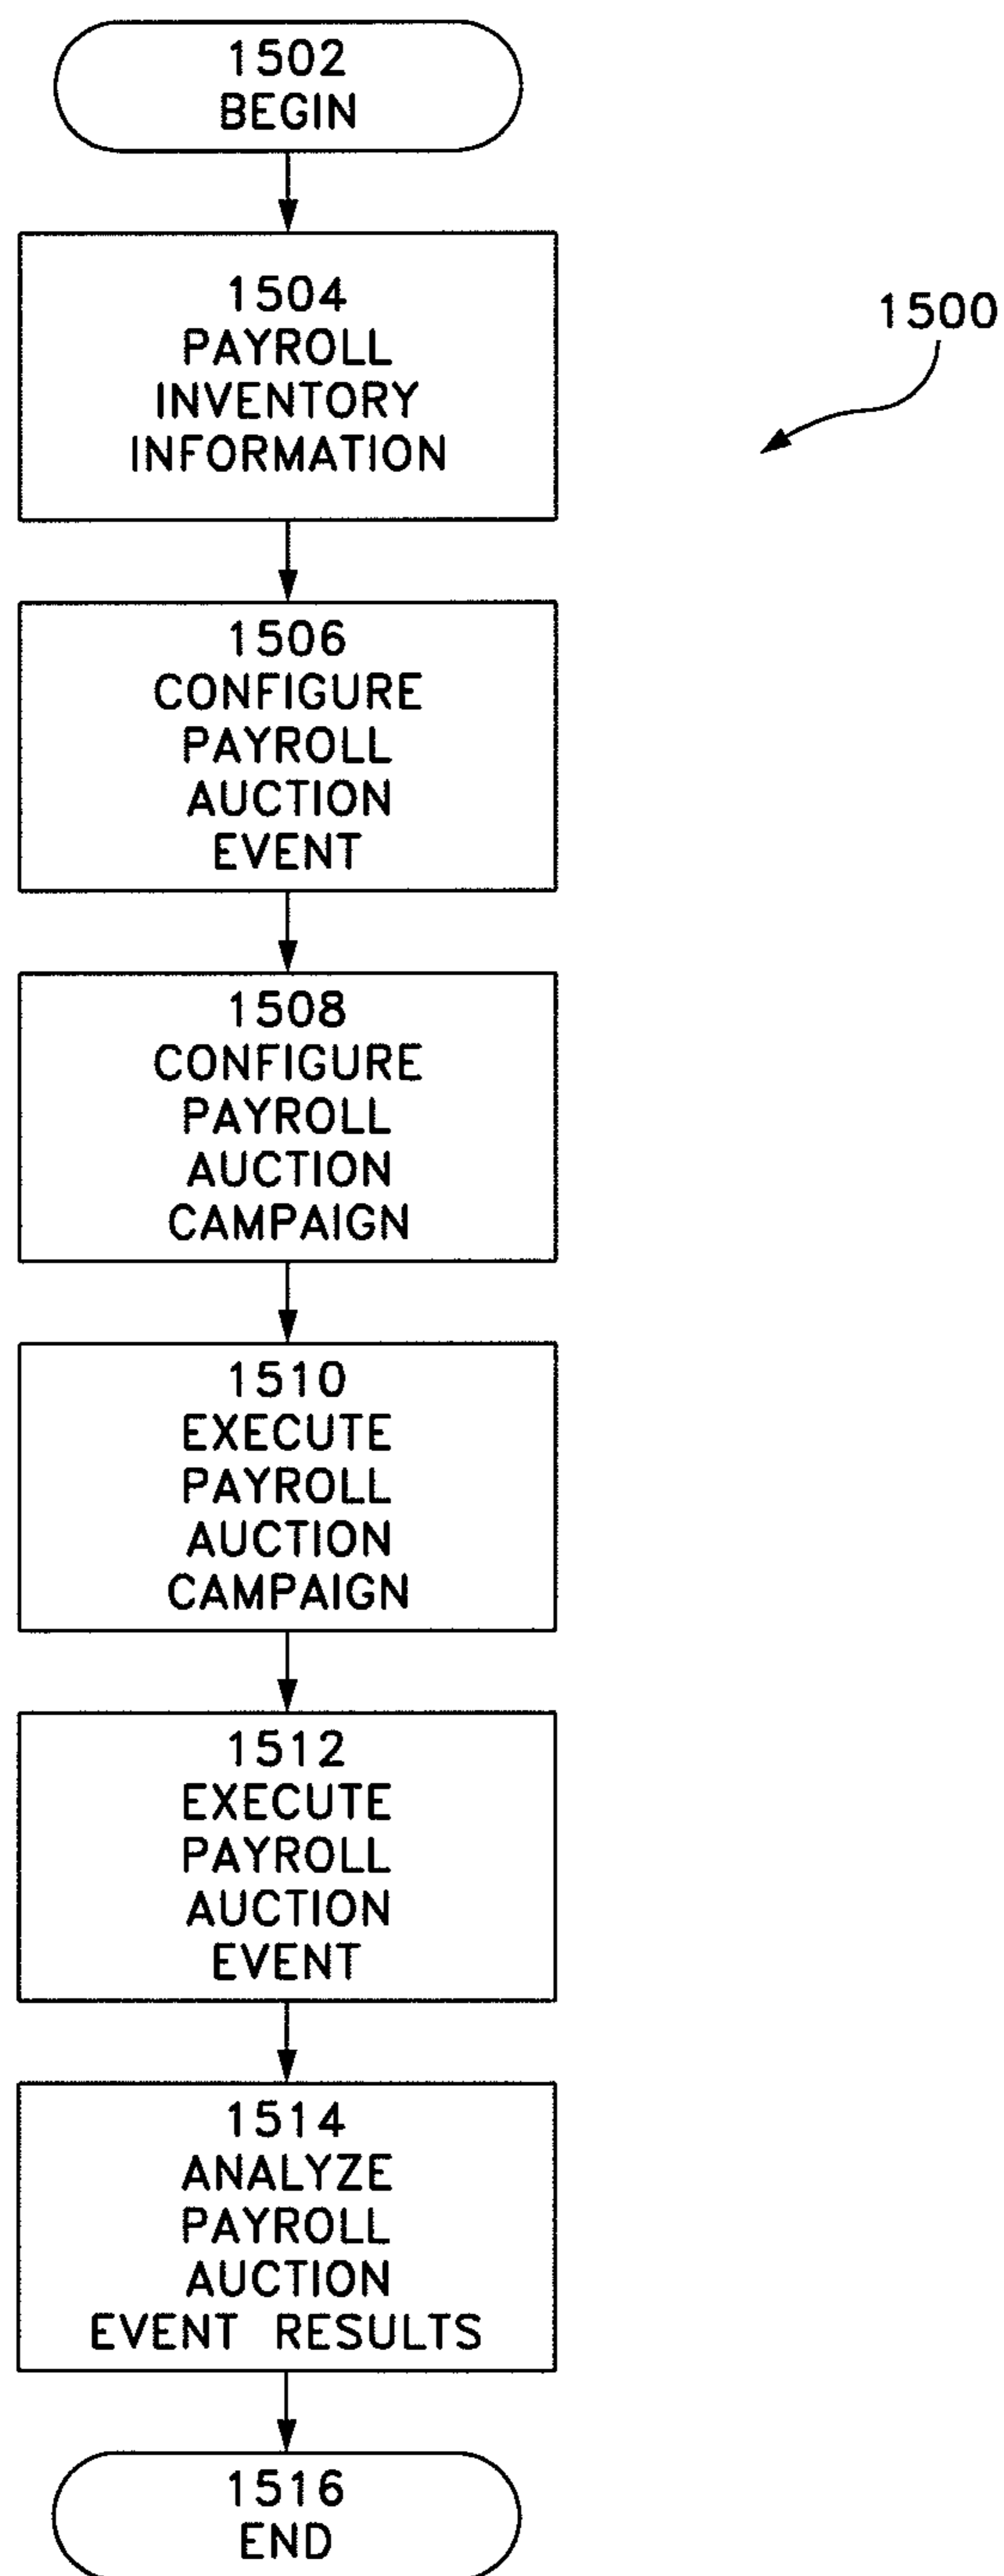 1502
BEGIN
1504
PAYROLL
INVENTORY
INFORMATION
1500
1506
CONFIGURE
PAYROLL
AUCTION
EVENT
1508
CONFIGURE
PAYROLL
AUCTION
CAMPAIGN
1510
EXECUTE
PAYROLL
AUCTION
CAMPAIGN
1512
EXECUTE
PAYROLL
AUCTION
EVENT
1514
ANALYZE
PAYROLL
AUCTION
EVENT RESULTS
1516
END